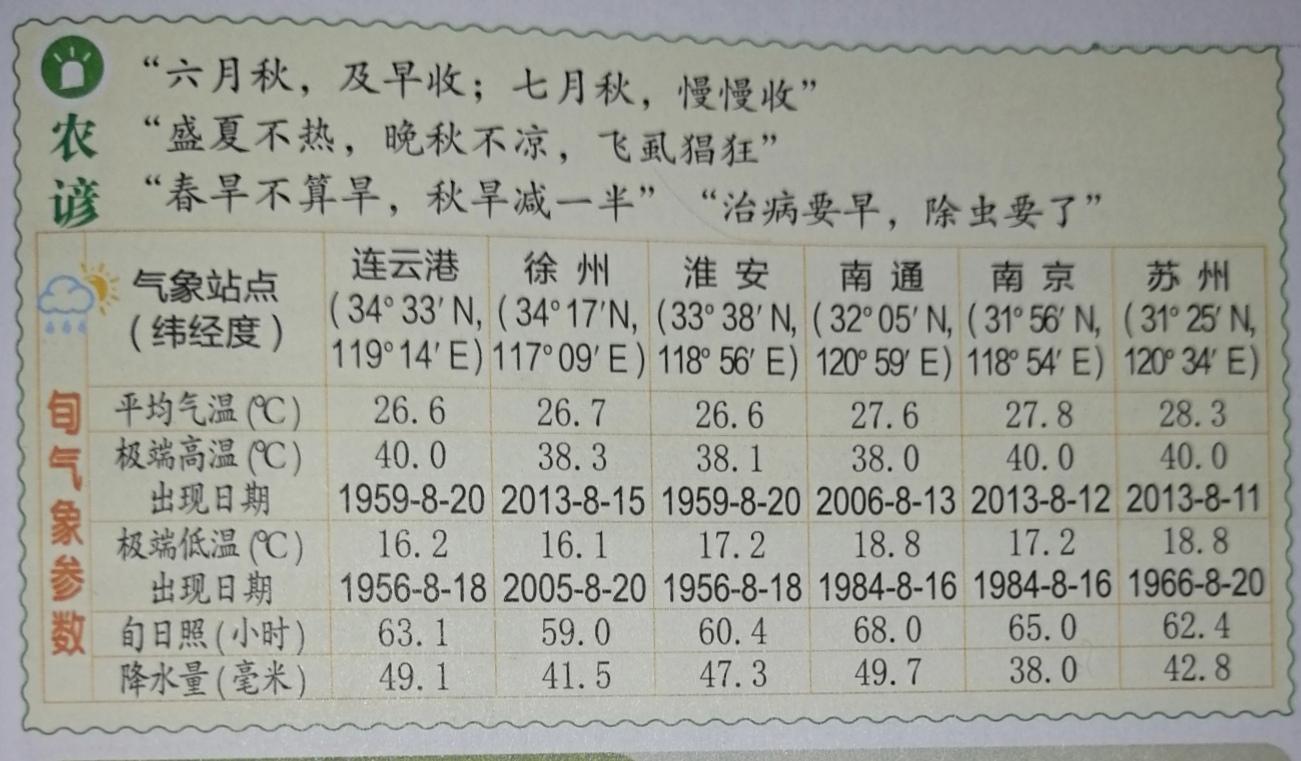 农谚
“六月秋，及早收；七月秋，慢慢收”
“盛夏不热，晚秋不凉，飞虱猖狂”
“春旱不算旱，秋旱减一半” “治病要早，除虫要了”
旬气象参数
气象站点（纬经度） 连云港（34°33′N，119°14′E） 徐州（34°17′N，117°09′E） 淮安（33°38′N，118°56′E） 南通（32°05′N，120°59′E） 南京（31°56′N，118°54′E） 苏州（31°25′N，120°34′E）
平均气温（℃） 26.6 26.7 26.6 27.6 27.8 28.3
极端高温（℃） 40.0 38.3 38.1 38.0 40.0 40.0
出现日期 1959-8-20 2013-8-15 1959-8-20 2006-8-13 2013-8-12 2013-8-11
极端低温（℃） 16.2 16.1 17.2 18.8 17.2 18.8
出现日期 1956-8-18 2005-8-20 1956-8-18 1984-8-16 1984-8-16 1966-8-20
旬日照（小时） 63.1 59.0 60.4 68.0 65.0 62.4
降水量（毫米） 49.1 41.5 47.3 49.7 38.0 42.8